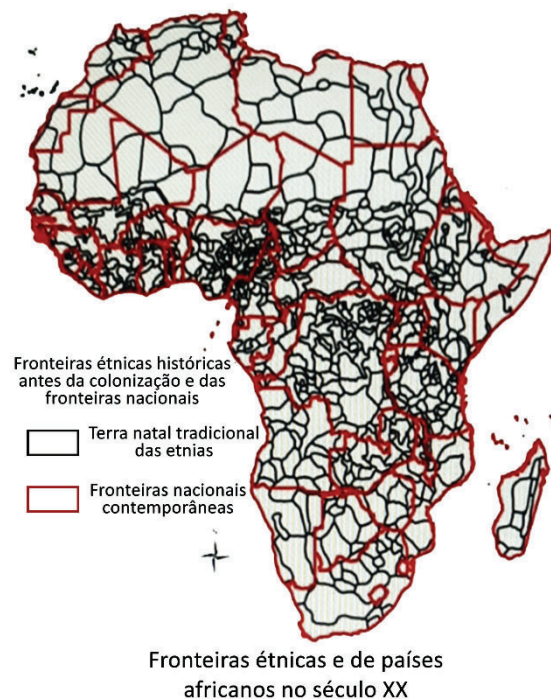 Fronteiras étnicas históricas
antes da colonização e das
fronteiras nacionais
Terra natal tradicional
das etnias
Fronteiras nacionais
contemporâneas
Fronteiras étnicas e de países
africanos no século XX